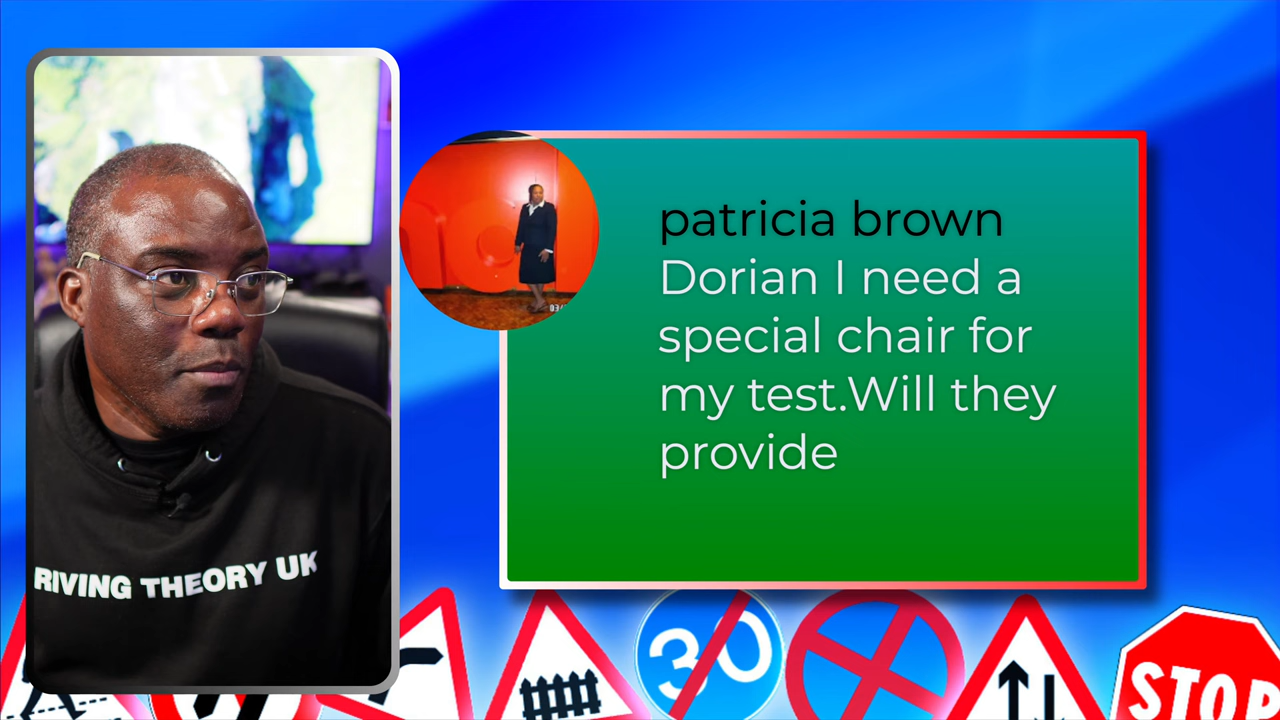 patricia brown
Dorian I need a
special chair for
my test.Will they
provide
RIVING THEORY UK
30
STOP